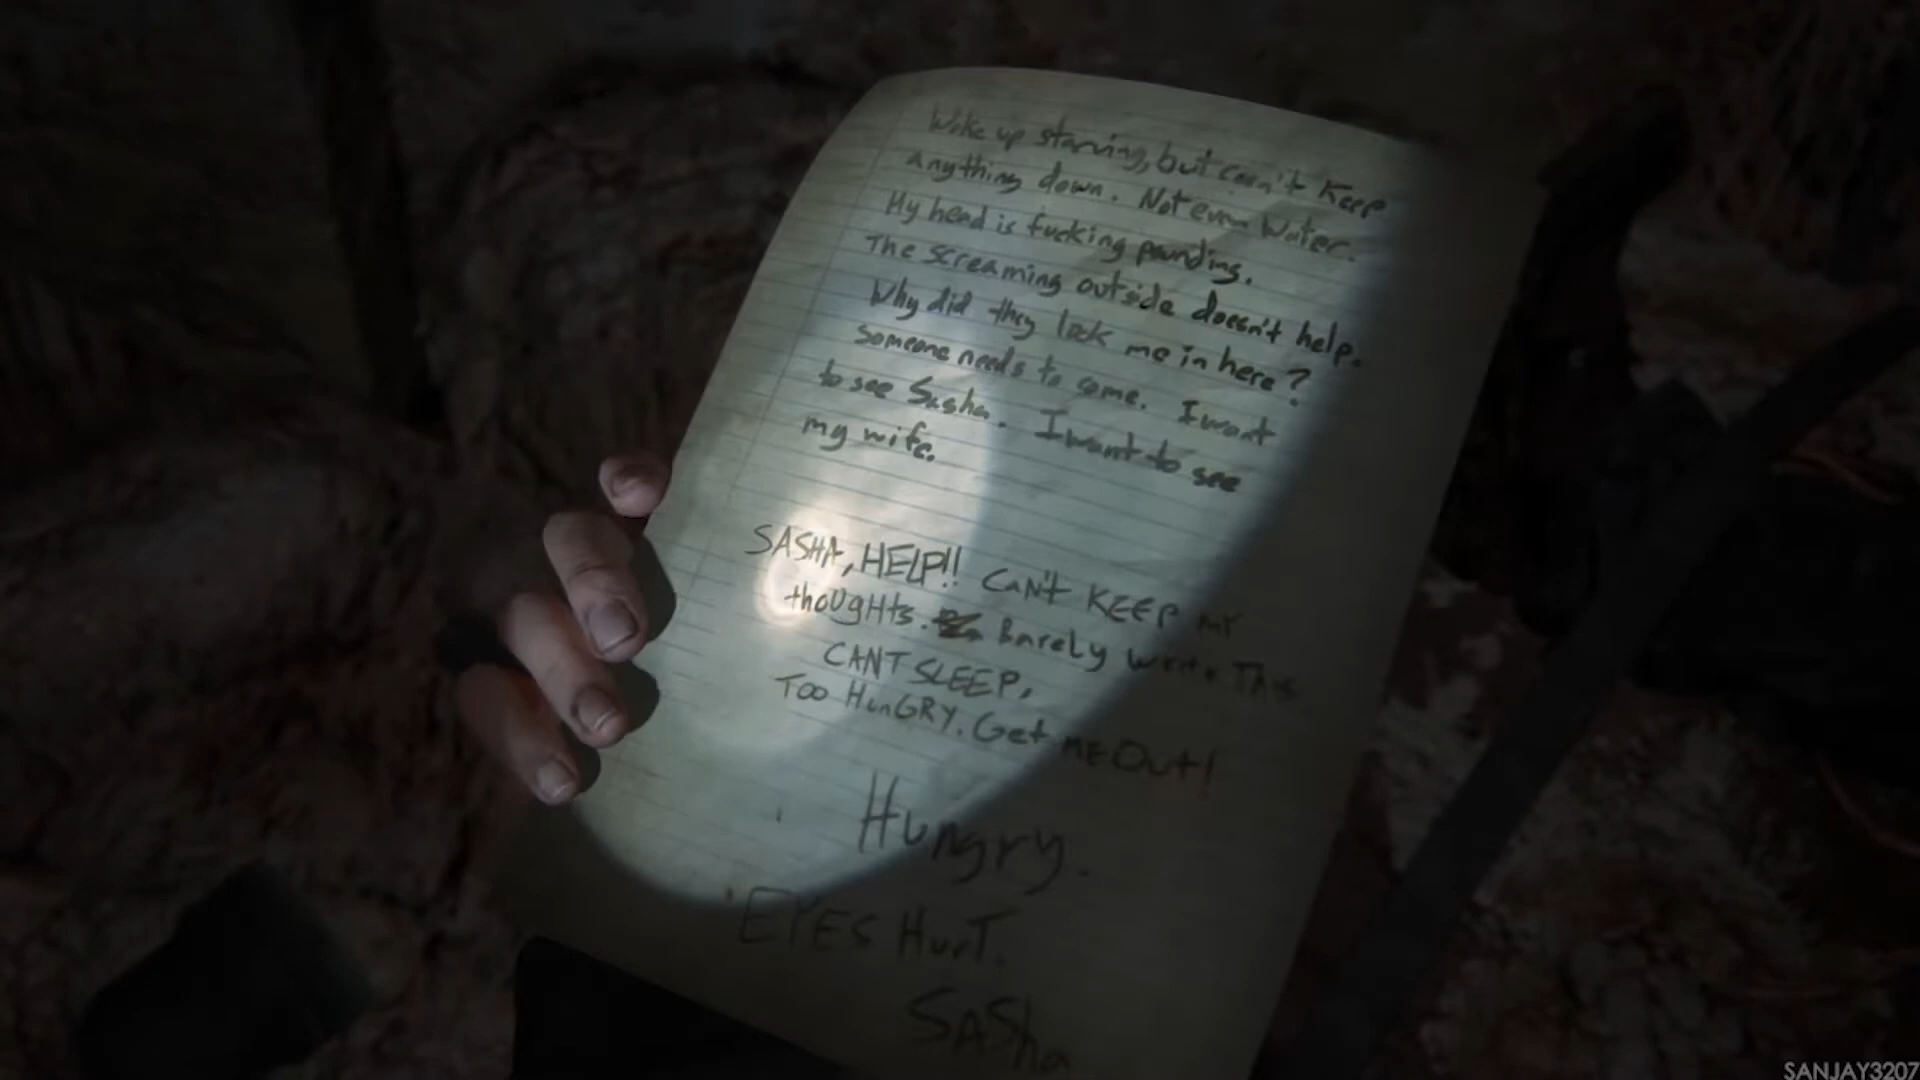 Woke up starving, but can't keep
anything down. Not even water.
My head is fucking pounding.
The screaming outside doesn't help.
Why did they lock me in here?
Someone needs to come. I want
to see Sasha. I want to see
my wife.
SASHA, HELP!! CAN'T KEEP MY
thoUgHts. Barely write This
CANT SLEEP,
TOO HunGRY. Get ME OUt!
Hungry.
EYES HurT.
SASha
SANJAY3207